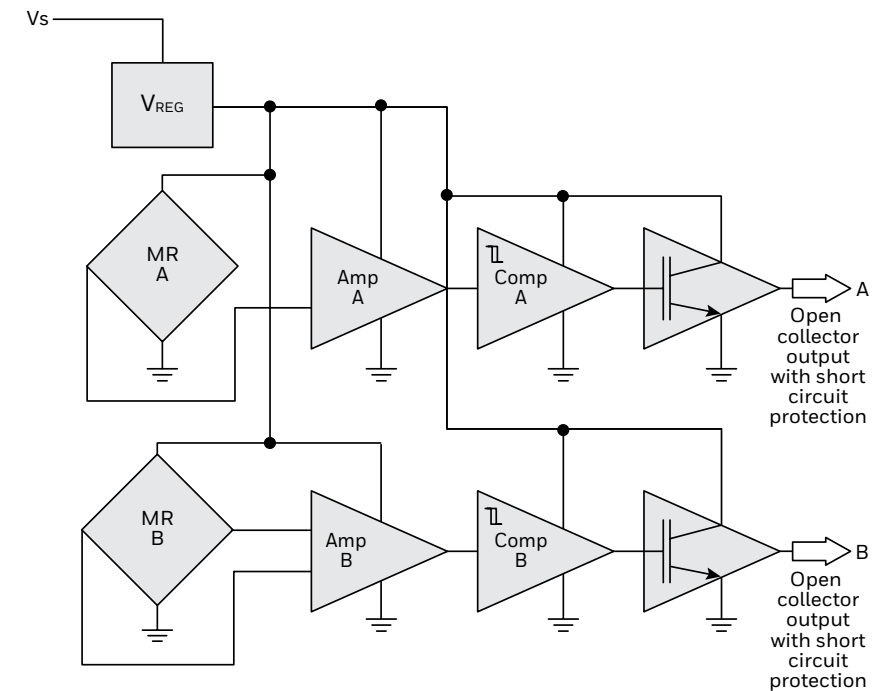 Vs
VREG
MR
A
Amp
A
Comp
A
A
Open
collector
output
with short
circuit
protection
MR
B
Amp
B
Comp
B
B
Open
collector
output
with short
circuit
protection